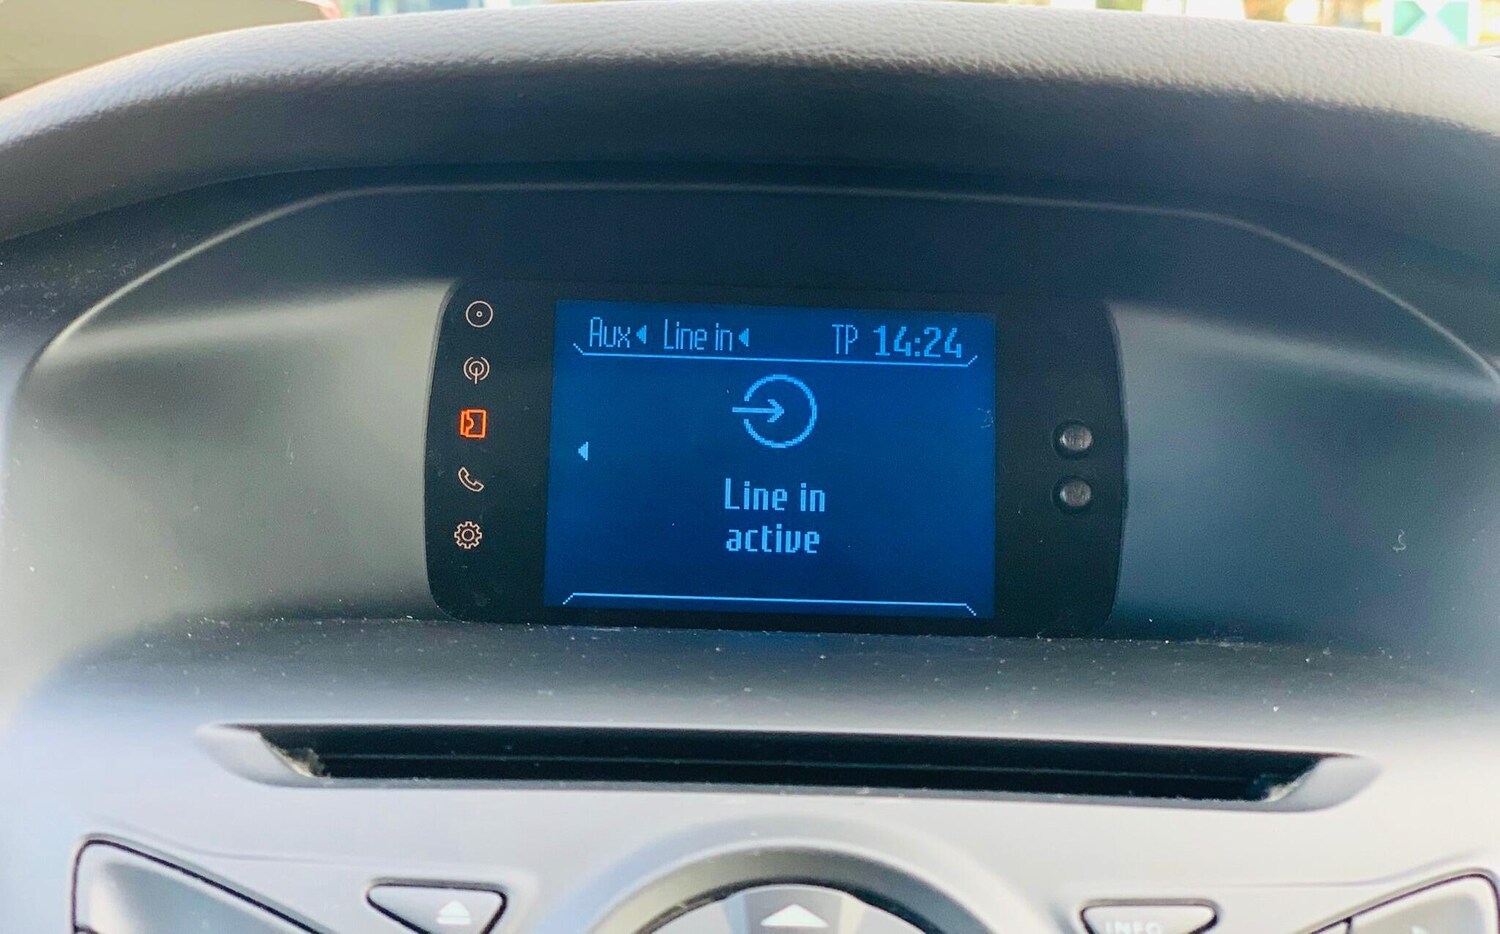 Aux Line in TP 14:24
Line in
active
INFO